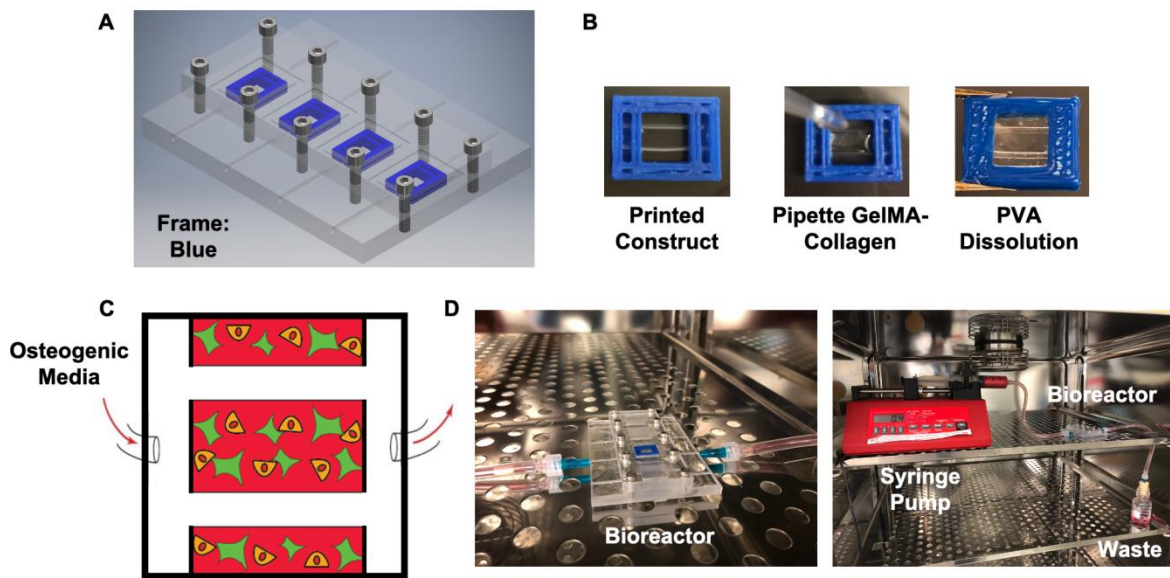 A
Frame:
Blue
B
Printed
Construct
Pipette GelMA-
Collagen
PVA
Dissolution
C
Osteogenic
Media
D
Bioreactor
Bioreactor
Syringe
Pump
Waste